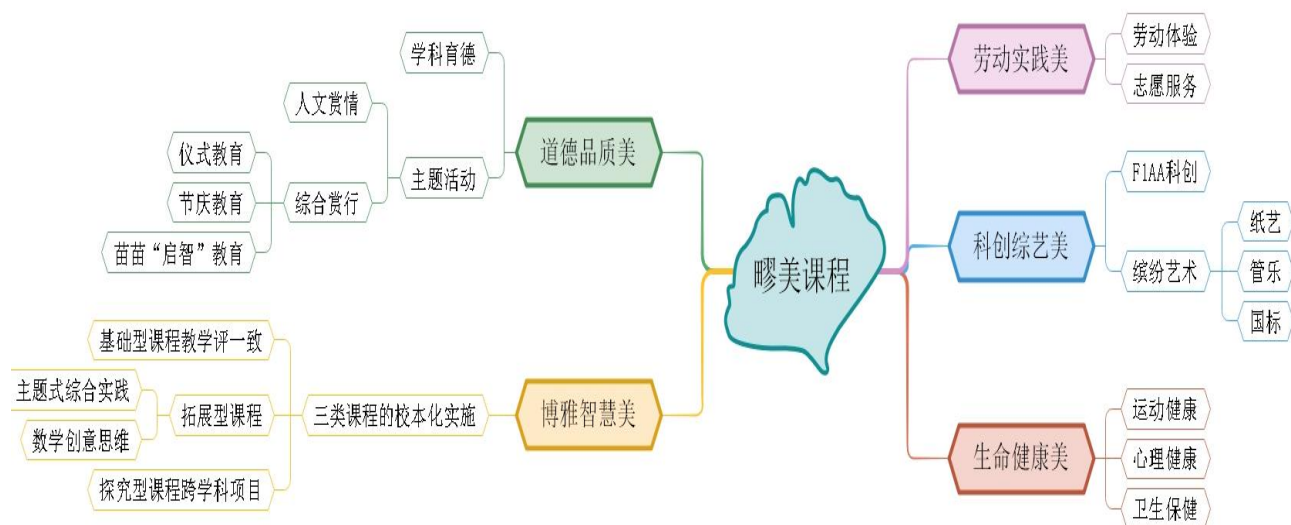 疁美课程
道德品质美
学科育德
主题活动
人文赏情
综合赏行
仪式教育
节庆教育
苗苗“启智”教育
博雅智慧美
三类课程的校本化实施
基础型课程教学评一致
拓展型课程
主题式综合实践
数学创意思维
探究型课程跨学科项目
劳动实践美
劳动体验
志愿服务
科创综艺美
F1AA科创
缤纷艺术
纸艺
管乐
国标
生命健康美
运动健康
心理健康
卫生保健